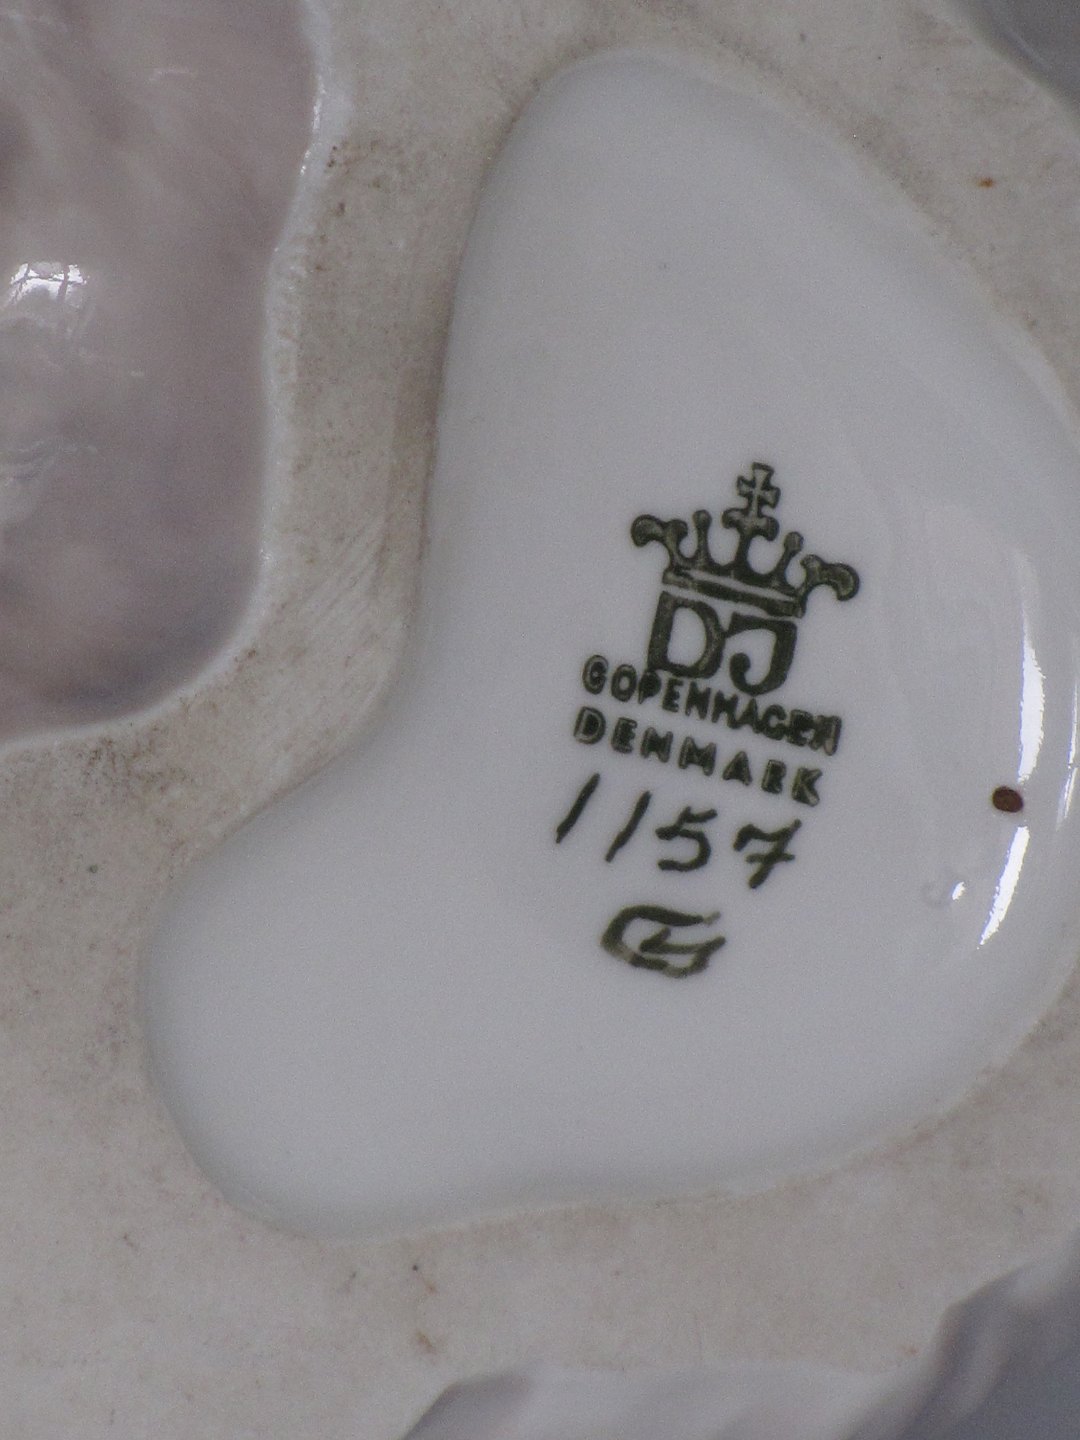 DJ
COPENHAGEN
DENMARK
1157